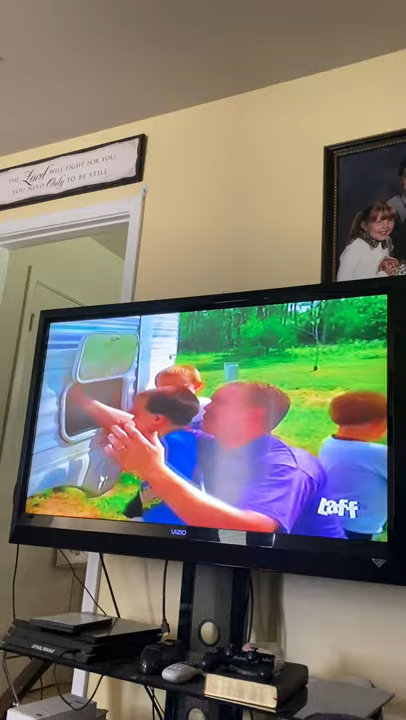 THE Lord WILL FIGHT FOR YOU
YOU NEED Only TO BE STILL
Laff
VIZIO
STAR WARS